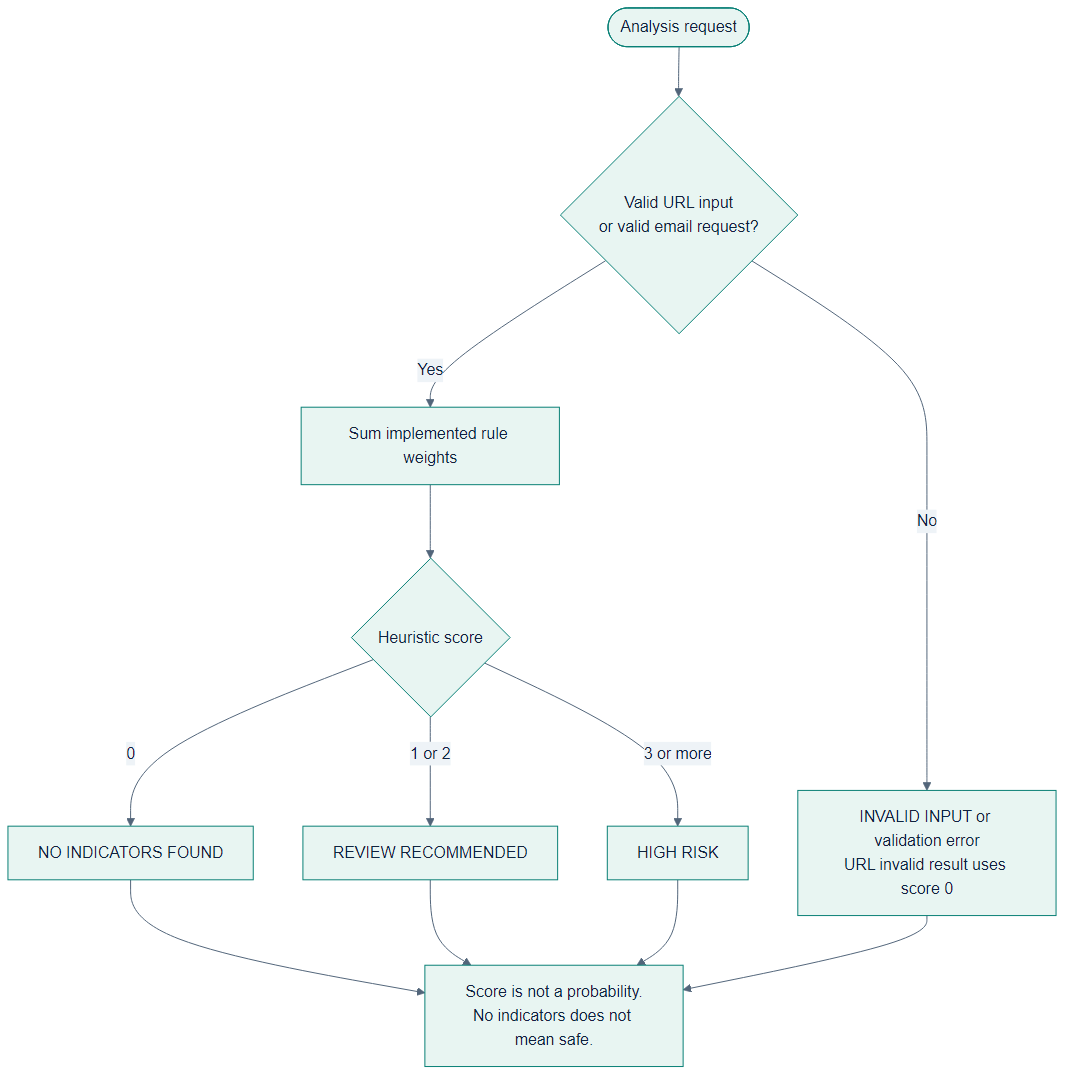 Analysis request
Valid URL input
or valid email request?
Yes
Sum implemented rule
weights
No
Heuristic score
0
1 or 2
3 or more
NO INDICATORS FOUND
REVIEW RECOMMENDED
HIGH RISK
INVALID INPUT or
validation error
URL invalid result uses
score 0
Score is not a probability.
No indicators does not
mean safe.